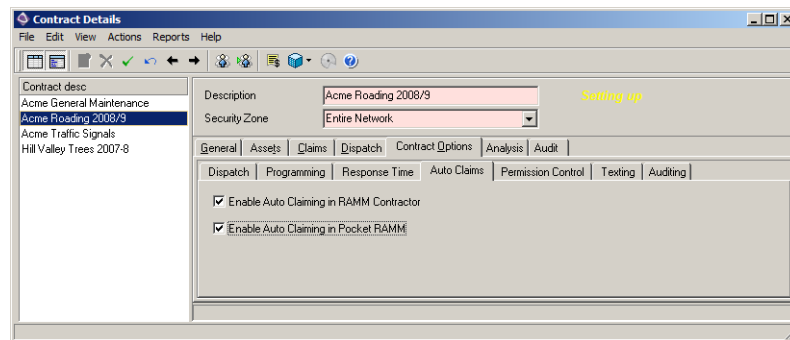 Contract Details
File Edit View Actions Reports Help
Contract desc
Acme General Maintenance
Acme Roading 2008/9
Acme Traffic Signals
Hill Valley Trees 2007-8
Description Acme Roading 2008/9 Setting up
Security Zone Entire Network
General Assets Claims Dispatch Contract Options Analysis Audit
Dispatch Programming Response Time Auto Claims Permission Control Texting Auditing
Enable Auto Claiming in RAMM Contractor
Enable Auto Claiming in Pocket RAMM